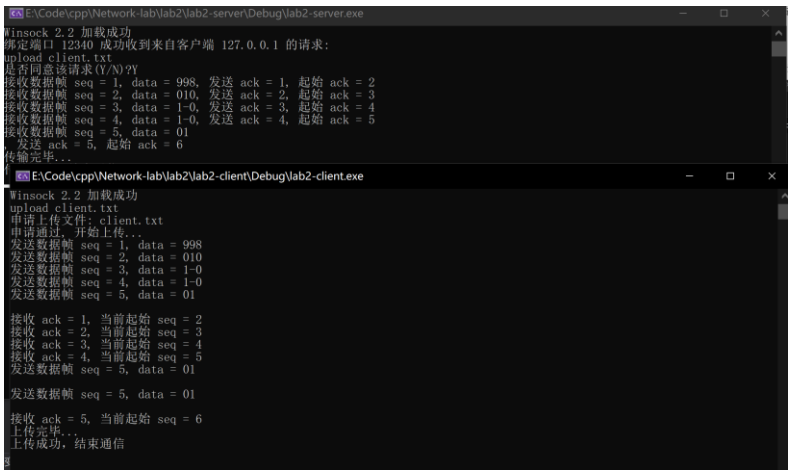 E:\Code\cpp\Network-lab\lab2\lab2-server\Debug\lab2-server.exe
Winsock 2.2 加载成功
绑定端口 12340 成功收到来自客户端 127.0.0.1 的请求:
upload client.txt
是否同意该请求(Y/N)?Y
接收数据帧 seq = 1, data = 998, 发送 ack = 1, 起始 ack = 2
接收数据帧 seq = 2, data = 010, 发送 ack = 2, 起始 ack = 3
接收数据帧 seq = 3, data = 1-0, 发送 ack = 3, 起始 ack = 4
接收数据帧 seq = 4, data = 1-0, 发送 ack = 4, 起始 ack = 5
接收数据帧 seq = 5, data = 01
, 发送 ack = 5, 起始 ack = 6
传输完毕...
E:\Code\cpp\Network-lab\lab2\lab2-client\Debug\lab2-client.exe
Winsock 2.2 加载成功
upload client.txt
申请上传文件: client.txt
申请通过, 开始上传...
发送数据帧 seq = 1, data = 998
发送数据帧 seq = 2, data = 010
发送数据帧 seq = 3, data = 1-0
发送数据帧 seq = 4, data = 1-0
发送数据帧 seq = 5, data = 01
接收 ack = 1, 当前起始 seq = 2
接收 ack = 2, 当前起始 seq = 3
接收 ack = 3, 当前起始 seq = 4
接收 ack = 4, 当前起始 seq = 5
发送数据帧 seq = 5, data = 01
发送数据帧 seq = 5, data = 01
接收 ack = 5, 当前起始 seq = 6
上传完毕...
上传成功，结束通信